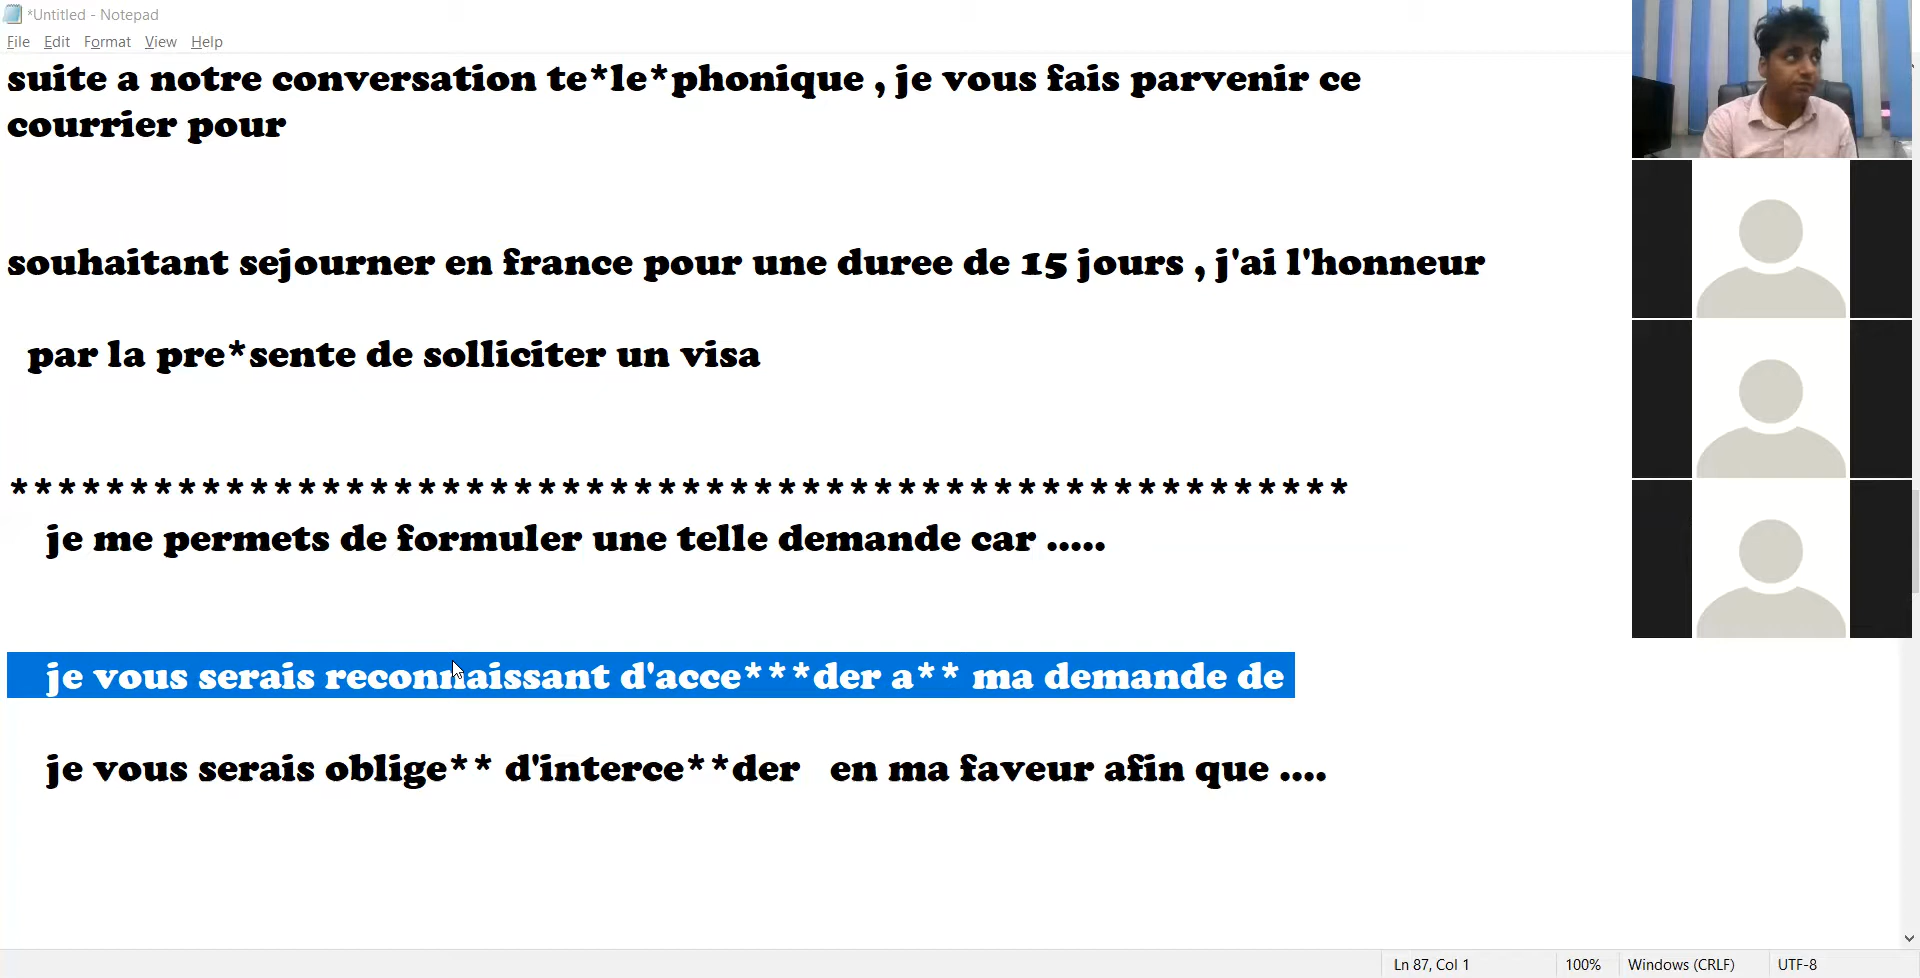 *Untitled - Notepad
File Edit Format View Help
suite a notre conversation te*le*phonique , je vous fais parvenir ce
courrier pour
souhaitant sejourner en france pour une duree de 15 jours , j'ai l'honneur
par la pre*sente de solliciter un visa
********************************************************
je me permets de formuler une telle demande car .....
je vous serais reconnaissant d'acce***der a** ma demande de
je vous serais oblige** d'interce**der en ma faveur afin que ....
Ln 87, Col 1 100% Windows (CRLF) UTF-8